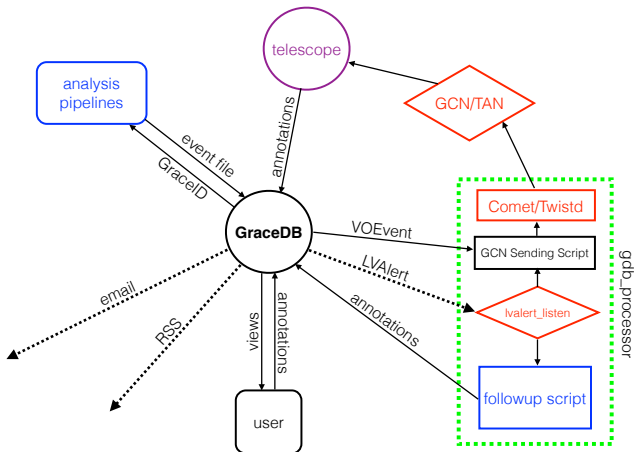 telescope
analysis
pipelines
GCN/TAN
event file
GraceID
annotations
Comet/Twistd
GraceDB
VOEvent
GCN Sending Script
LVAlert
gdb_processor
email
RSS
views
annotations
annotations
lvalert_listen
followup script
user